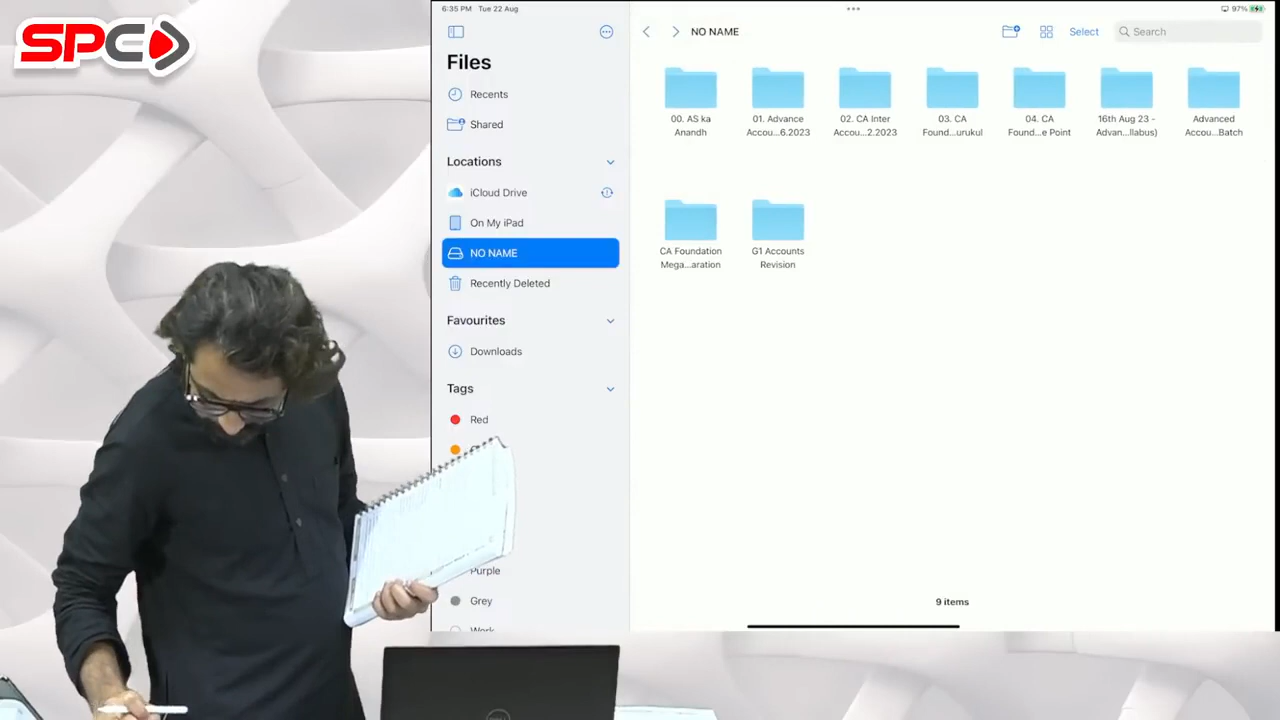 SPC
6:35 PM Tue 22 Aug
97%
Files
Recents
Shared
Locations
iCloud Drive
On My iPad
NO NAME
Recently Deleted
Favourites
Downloads
Tags
Red
Purple
Grey
Work
NO NAME
Select
Search
00. AS ka
Anandh
01. Advance
Accou...6.2023
02. CA Inter
Accou...2.2023
03. CA
Found...urukul
04. CA
Found...e Point
16th Aug 23 -
Advan...llabus)
Advanced
Accou...Batch
CA Foundation
Mega...aration
G1 Accounts
Revision
9 items
DELL